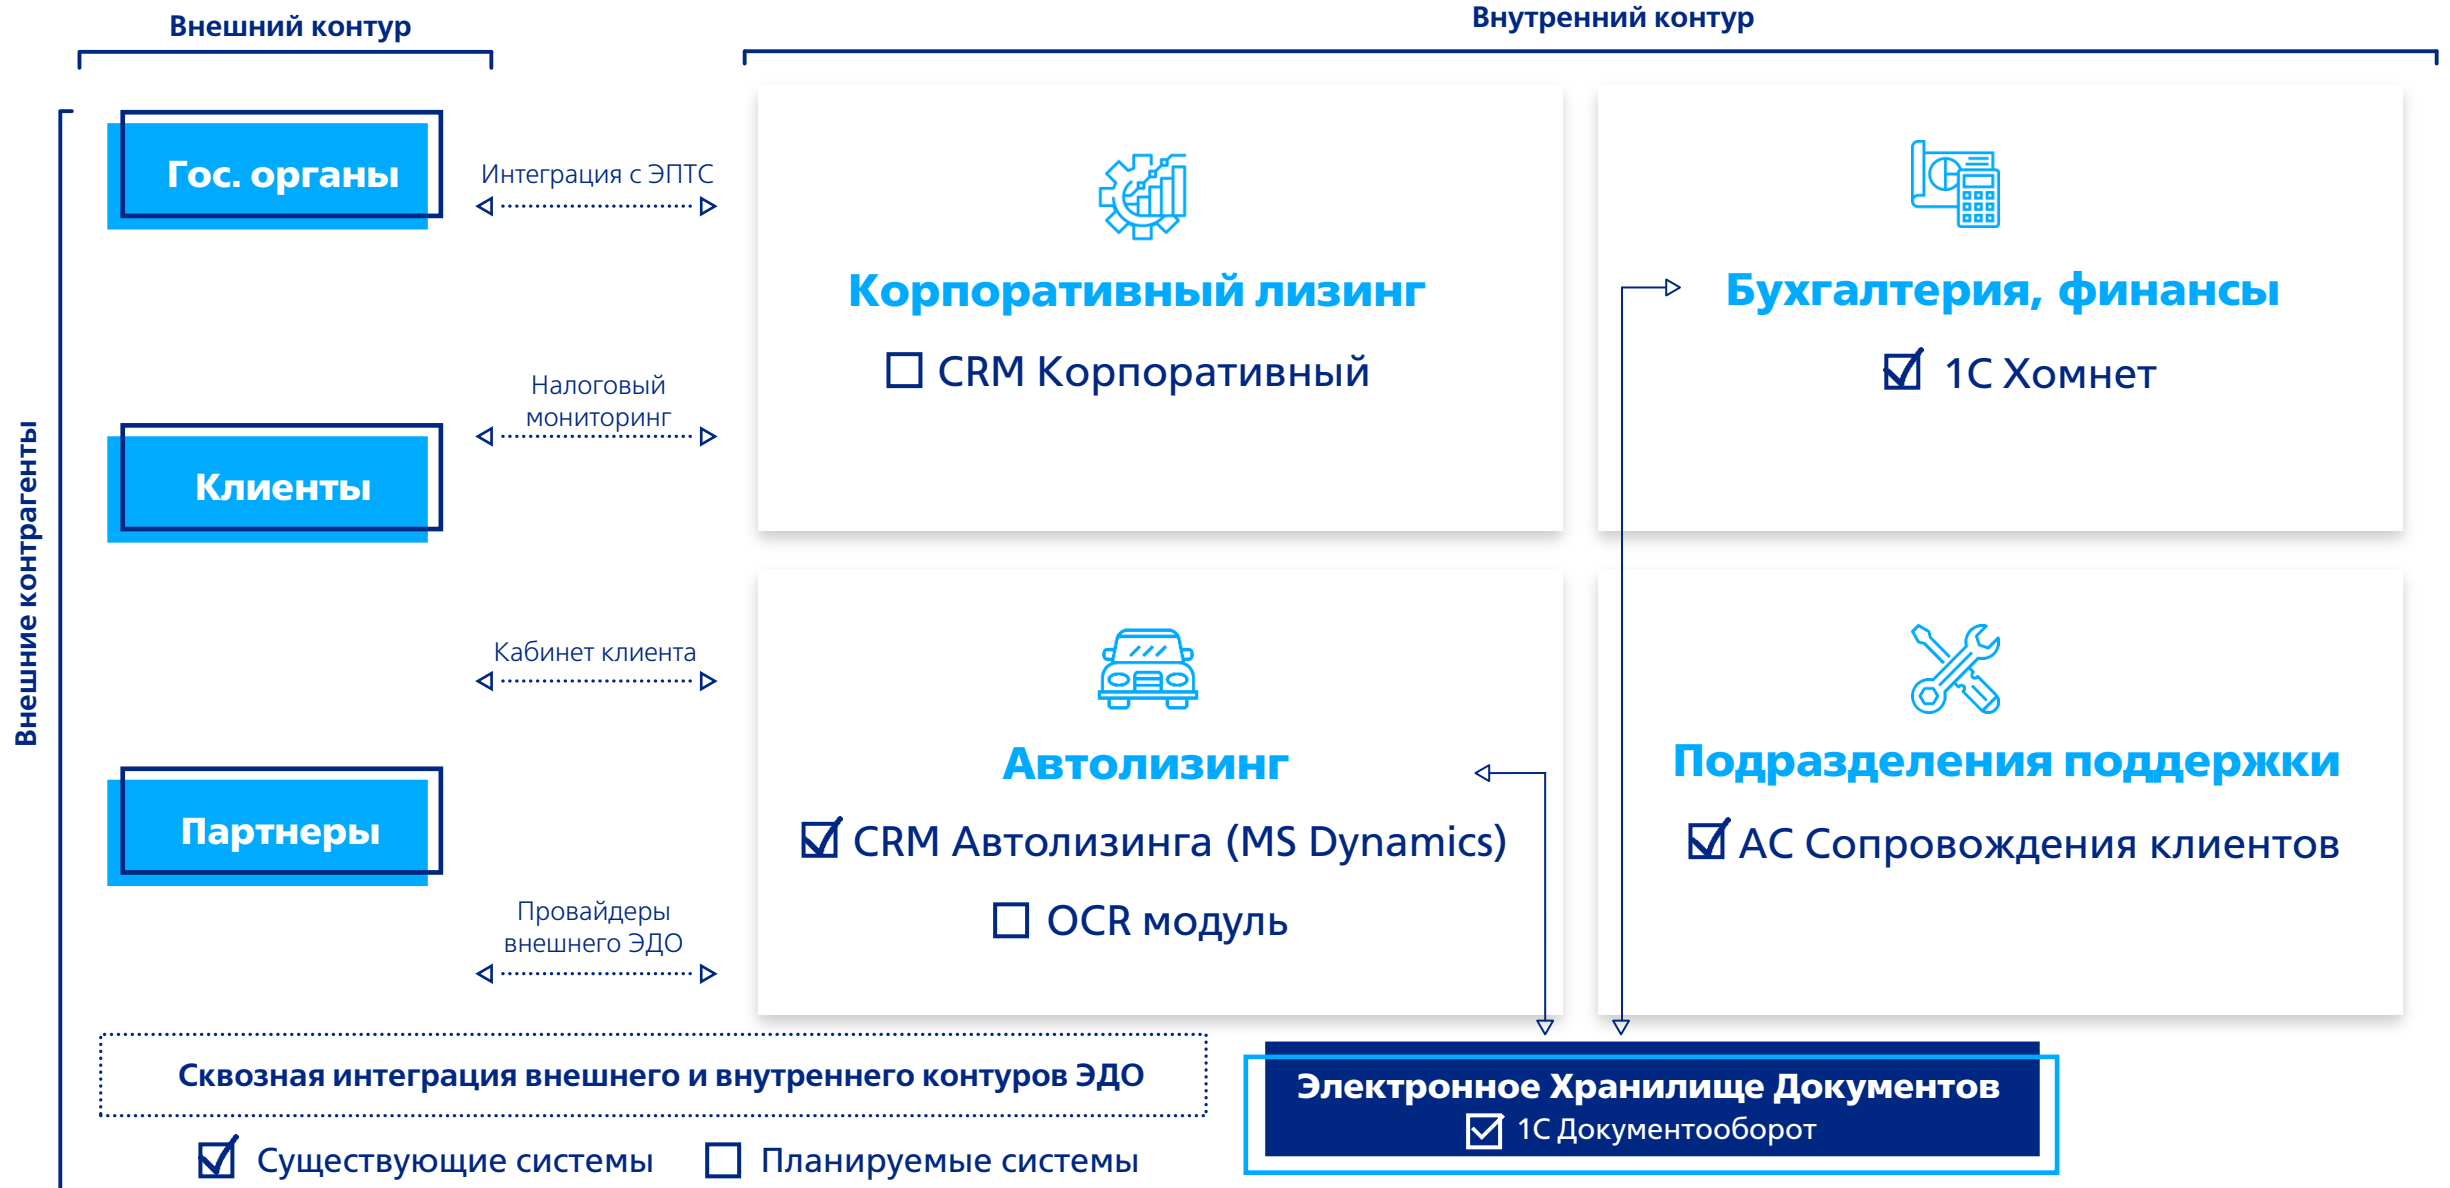 Внешний контур
Внутренний контур
Внешние контрагенты
Гос. органы
Клиенты
Партнеры
Интеграция с ЭПТС
Налоговый
мониторинг
Кабинет клиента
Провайдеры
внешнего ЭДО
Корпоративный лизинг
CRM Корпоративный
Бухгалтерия, финансы
1С Хомнет
Автолизинг
CRM Автолизинга (MS Dynamics)
OCR модуль
Подразделения поддержки
АС Сопровождения клиентов
Сквозная интеграция внешнего и внутреннего контуров ЭДО
Существующие системы
Планируемые системы
Электронное Хранилище Документов
1С Документооборот